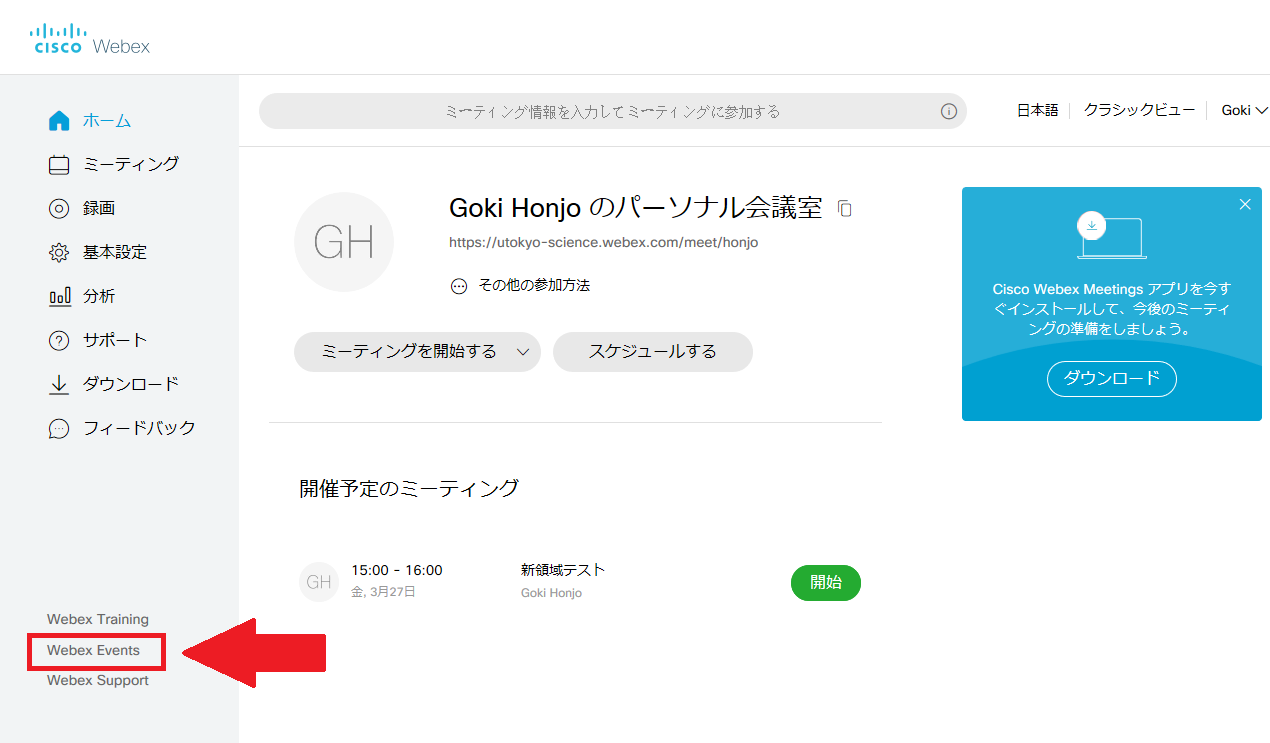 CISCO Webex
ホーム
ミーティング
録画
基本設定
分析
サポート
ダウンロード
フィードバック
Webex Training
Webex Events
Webex Support
ミーティング情報を入力してミーティングに参加する
日本語 クラシックビュー Goki
GH
Goki Honjo のパーソナル会議室
https://utokyo-science.webex.com/meet/honjo
その他の参加方法
ミーティングを開始する スケジュールする
Cisco Webex Meetings アプリを今す
ぐインストールして、今後のミーティ
ングの準備をしましょう。
ダウンロード
開催予定のミーティング
GH
15:00 - 16:00 新領域テスト
金, 3月27日 Goki Honjo
開始